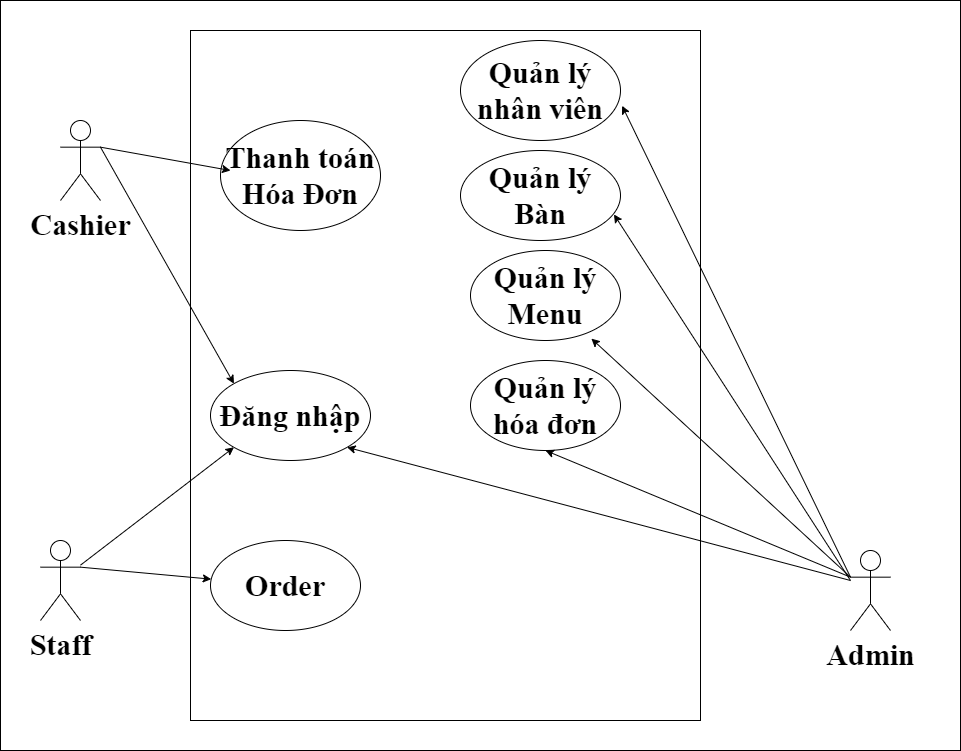 Quản lý
nhân viên
Thanh toán
Hóa Đơn
Cashier
Quản lý
Bàn
Quản lý
Menu
Quản lý
hóa đơn
Đăng nhập
Order
Staff
Admin